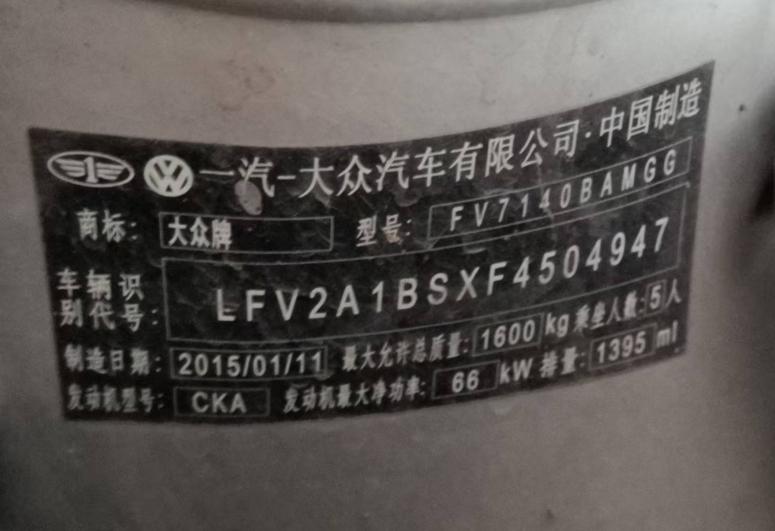 一汽-大众汽车有限公司·中国制造
商标: 大众牌 型号: FV7140BAMGG
车辆识别代号: LFV2A1BSXF4504947
制造日期: 2015/01/11 最大允许总质量: 1600 kg 乘坐人数: 5 人
发动机型号: CKA 发动机最大净功率: 66 kW 排量: 1395 ml